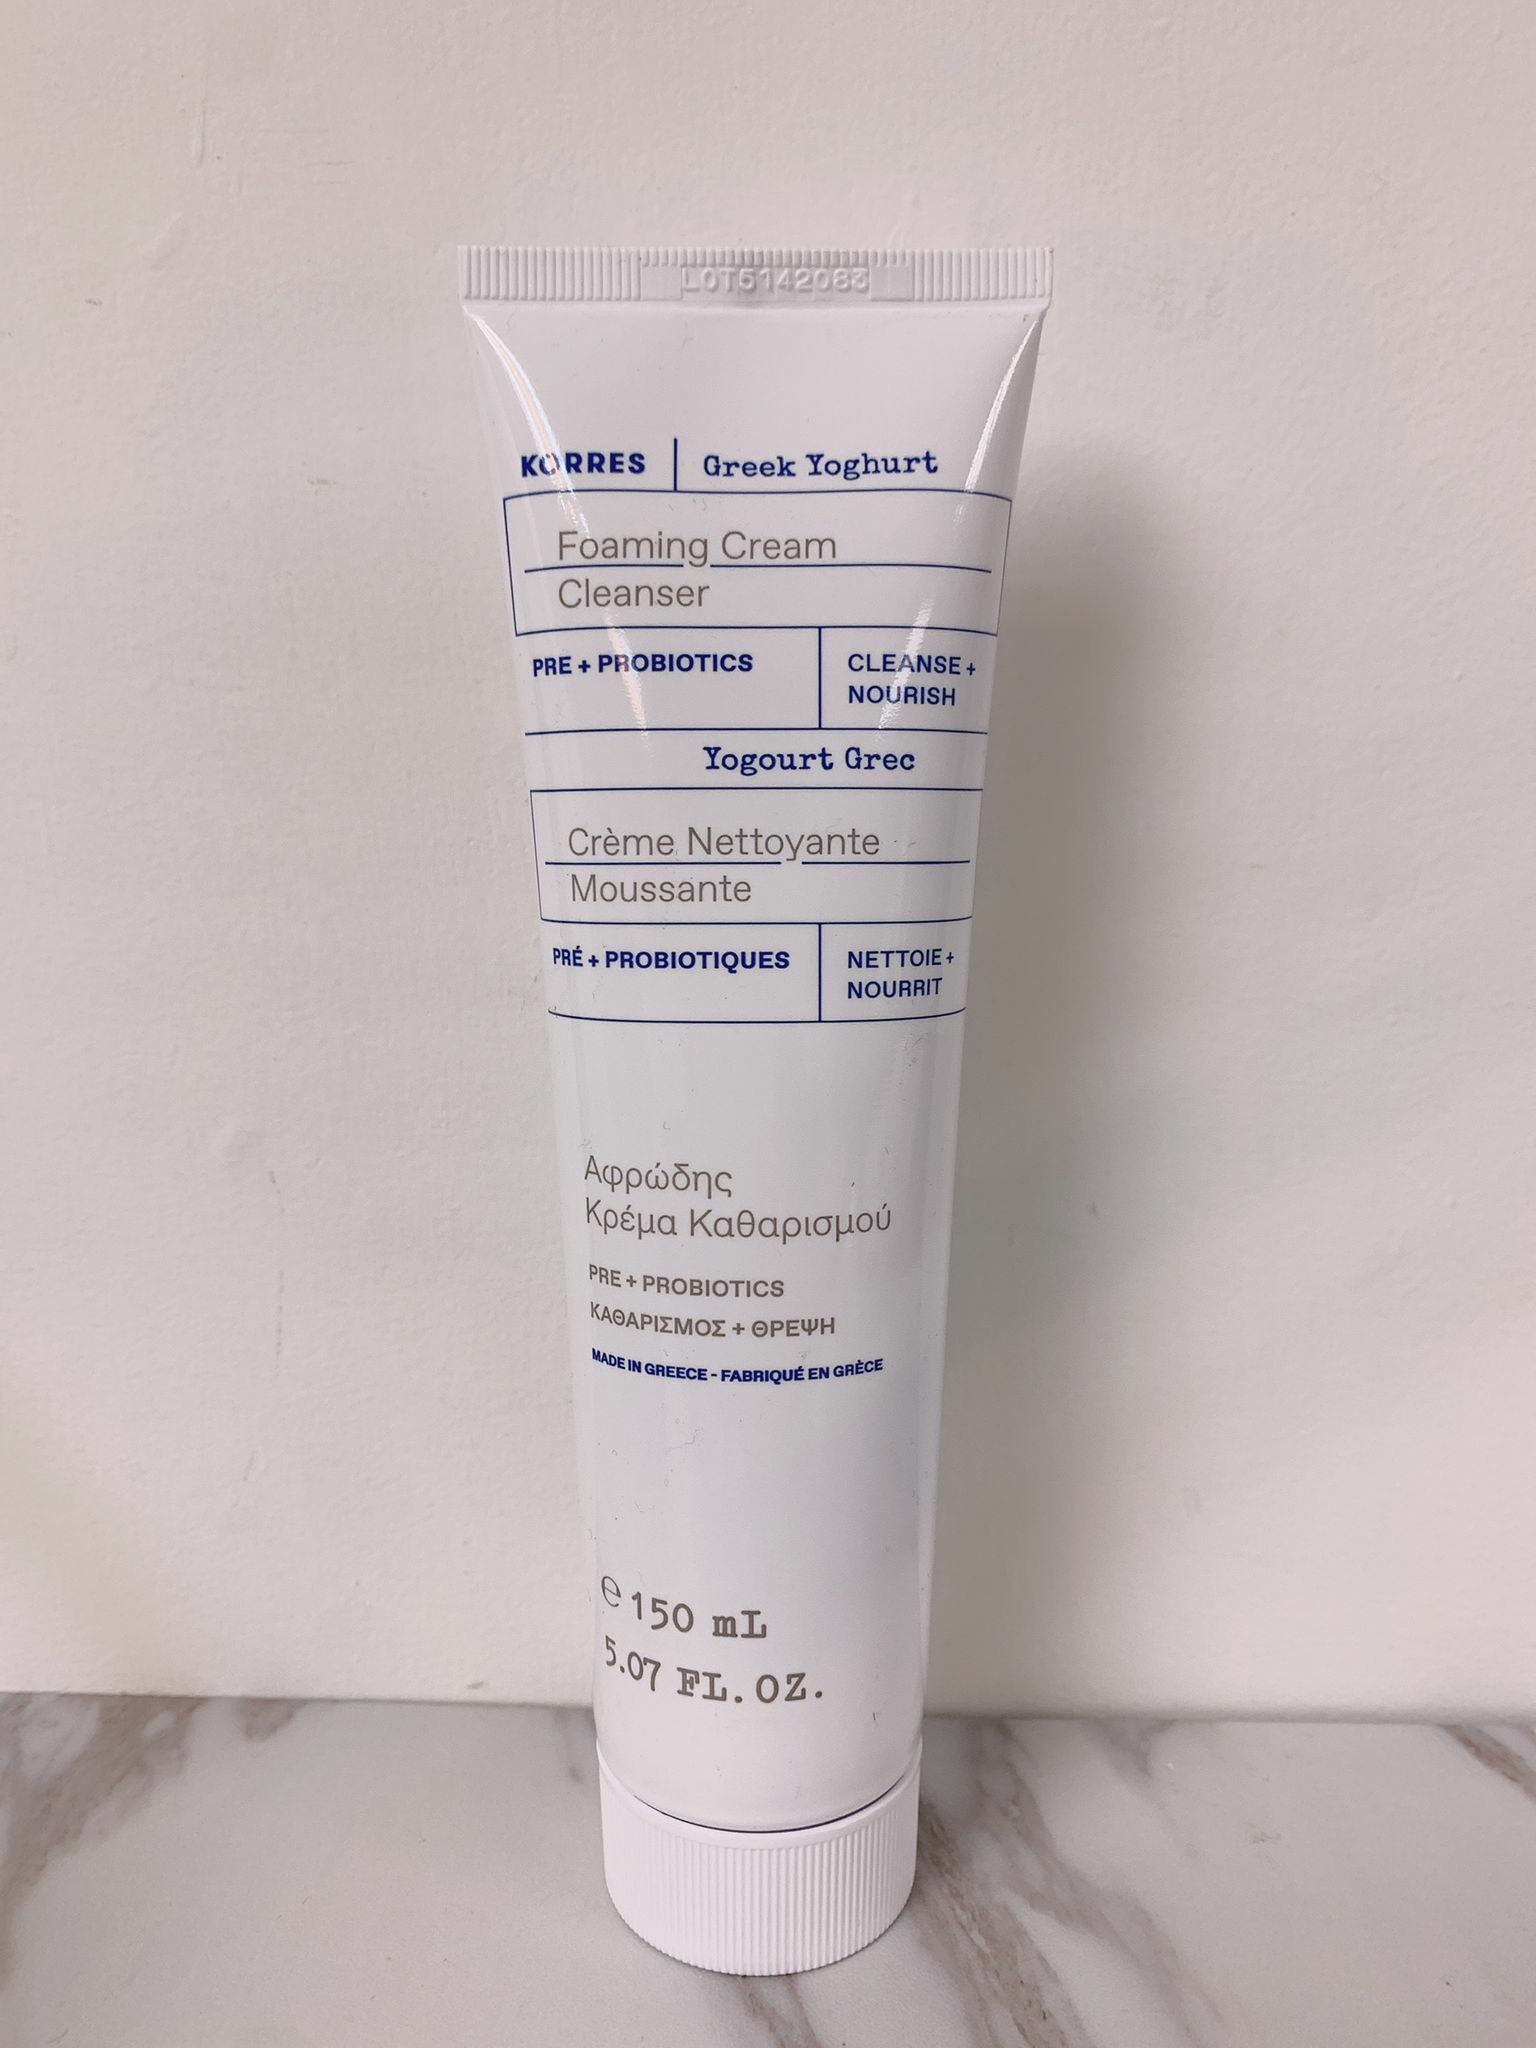 LOT5142083
KORRES | Greek Yoghurt
Foaming Cream
Cleanser
PRE + PROBIOTICS
CLEANSE +
NOURISH
Yogourt Grec
Crème Nettoyante
Moussante
PRÉ + PROBIOTIQUES
NETTOIE +
NOURRIT
Αφρώδης
Κρέμα Καθαρισμού
PRE + PROBIOTICS
ΚΑΘΑΡΙΣΜΟΣ + ΘΡΕΨΗ
MADE IN GREECE - FABRIQUÉ EN GRÈCE
℮ 150 mL
5.07 FL. OZ.